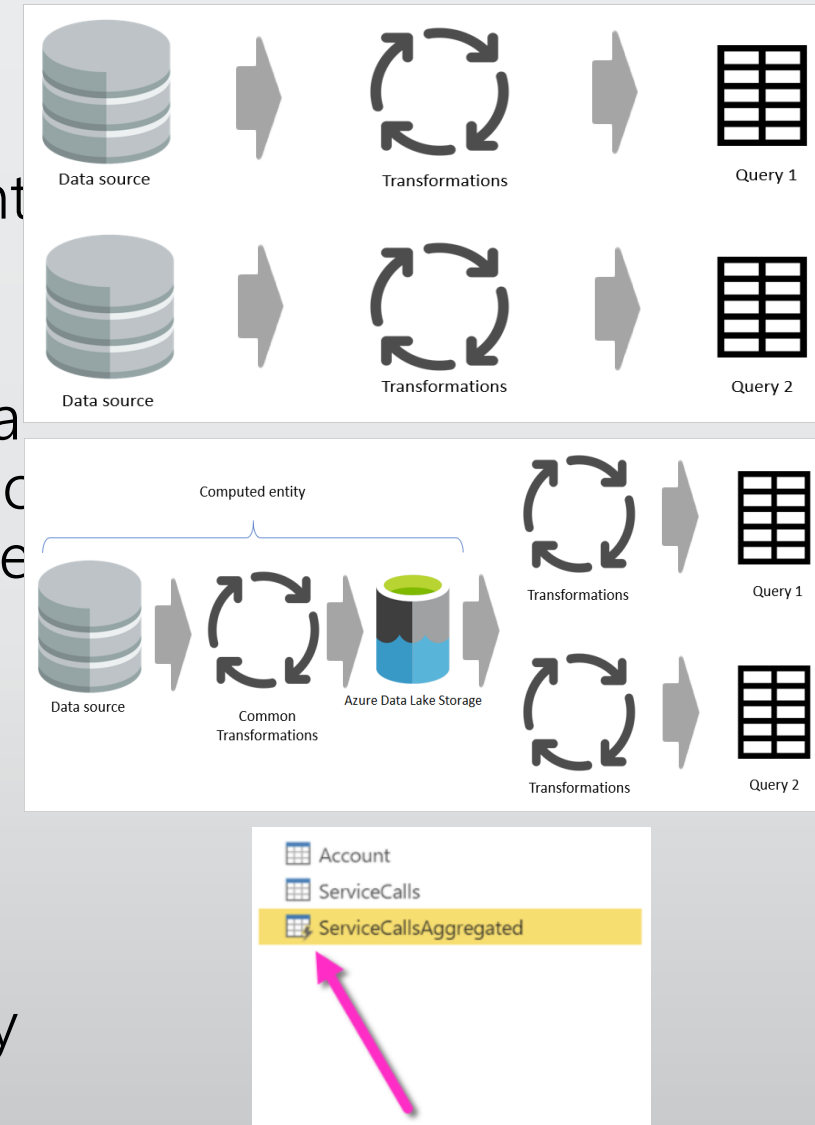 Data source
Transformations
Query 1
Data source
Transformations
Query 2
Computed entity
Data source
Common
Transformations
Azure Data Lake Storage
Transformations
Query 1
Transformations
Query 2
Account
ServiceCalls
ServiceCallsAggregated